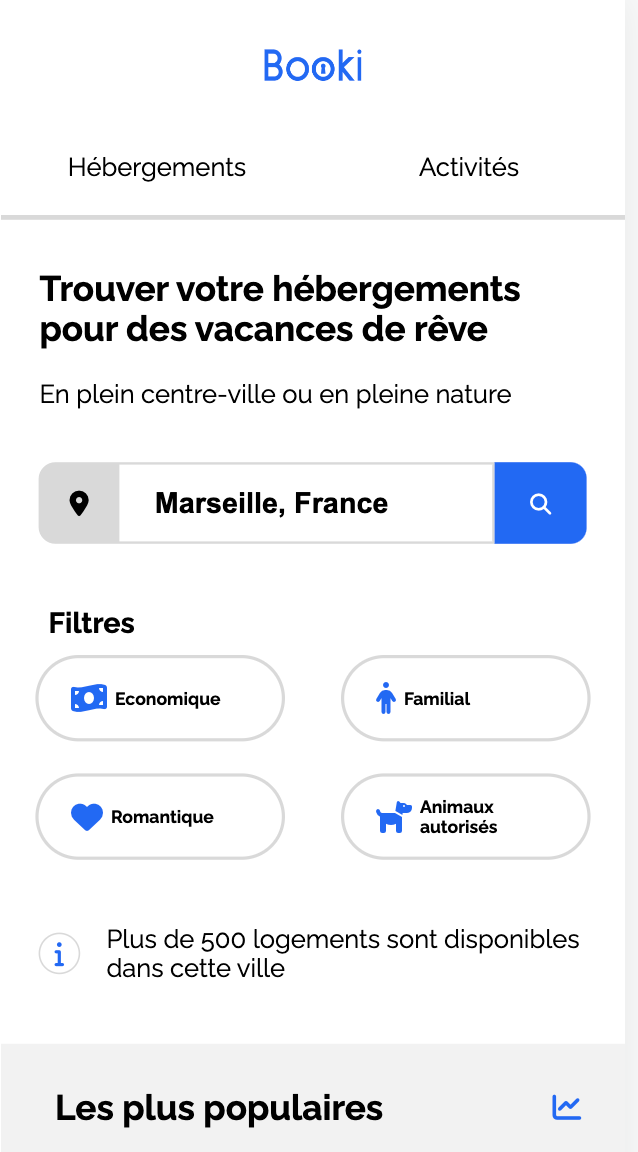 Booki
Hébergements
Activités
Trouver votre hébergements
pour des vacances de rêve
En plein centre-ville ou en pleine nature
Marseille, France
Filtres
Economique
Familial
Romantique
Animaux
autorisés
Plus de 500 logements sont disponibles
dans cette ville
Les plus populaires